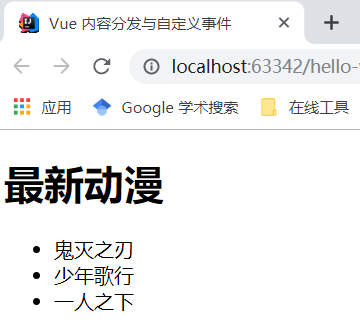 Vue 内容分发与自定义事件
localhost:63342/hello-
应用 Google 学术搜索 在线工具
最新动漫
鬼灭之刃
少年歌行
一人之下